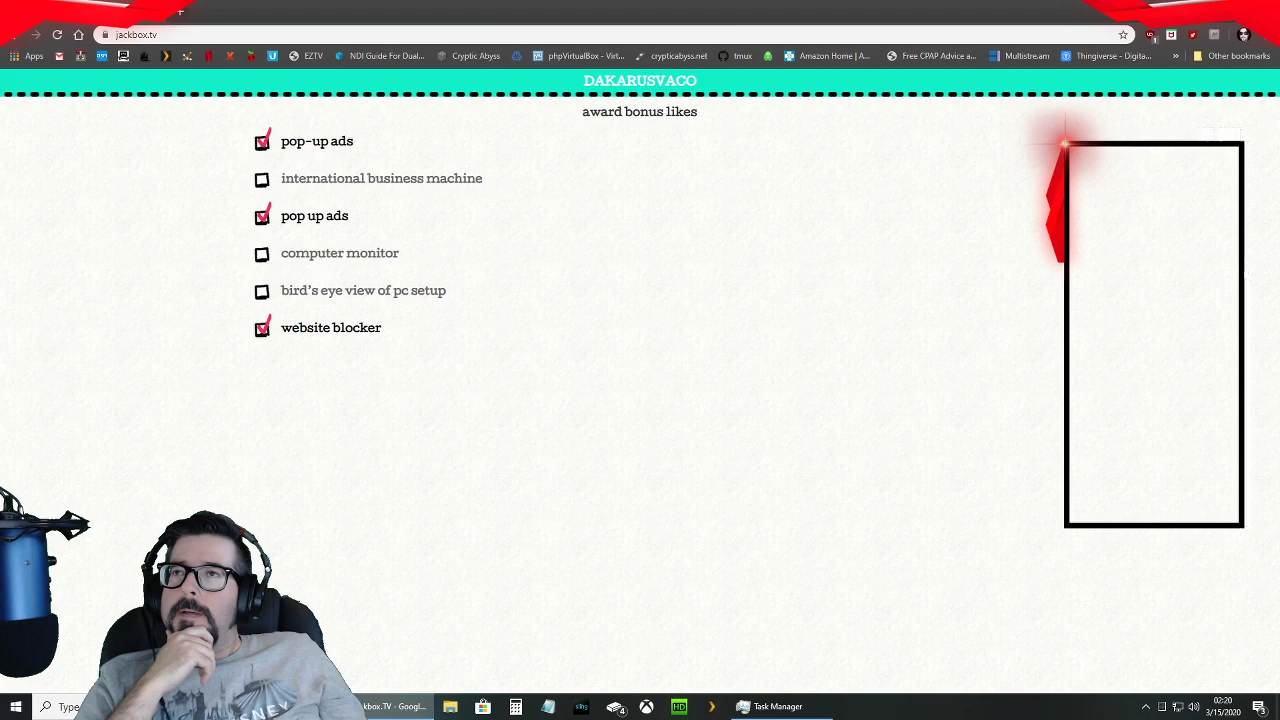 jackbox.tv
Apps
EZTV
NDI Guide For Dual...
Cryptic Abyss
phpVirtualBox - Virt...
crypticabyss.net
tmux
Amazon Home | A...
Free CPAP Advice a...
Multistream
Thingiverse - Digita...
»
Other bookmarks
DAKARUSVACO
award bonus likes
pop-up ads
international business machine
pop up ads
computer monitor
bird's eye view of pc setup
website blocker
Type
kbox.TV - Googl...
sling
HD
Task Manager
02:20
3/15/2020